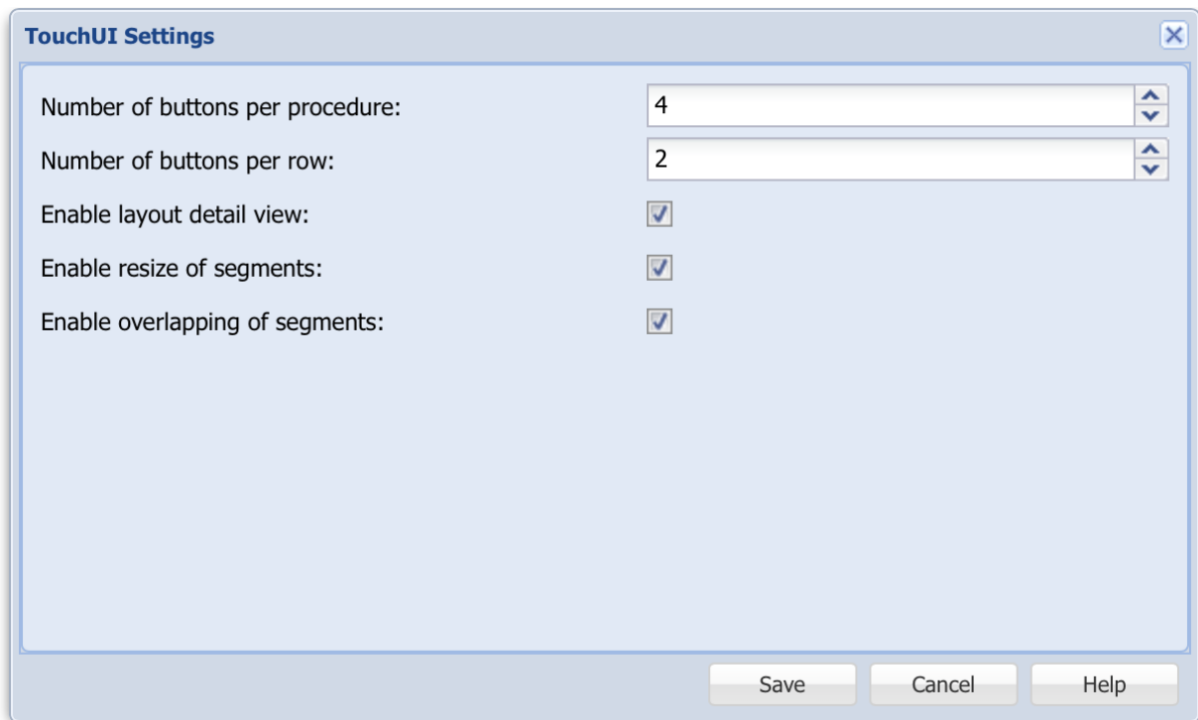 TouchUI Settings
Number of buttons per procedure: 4
Number of buttons per row: 2
Enable layout detail view:
Enable resize of segments:
Enable overlapping of segments:
Save Cancel Help